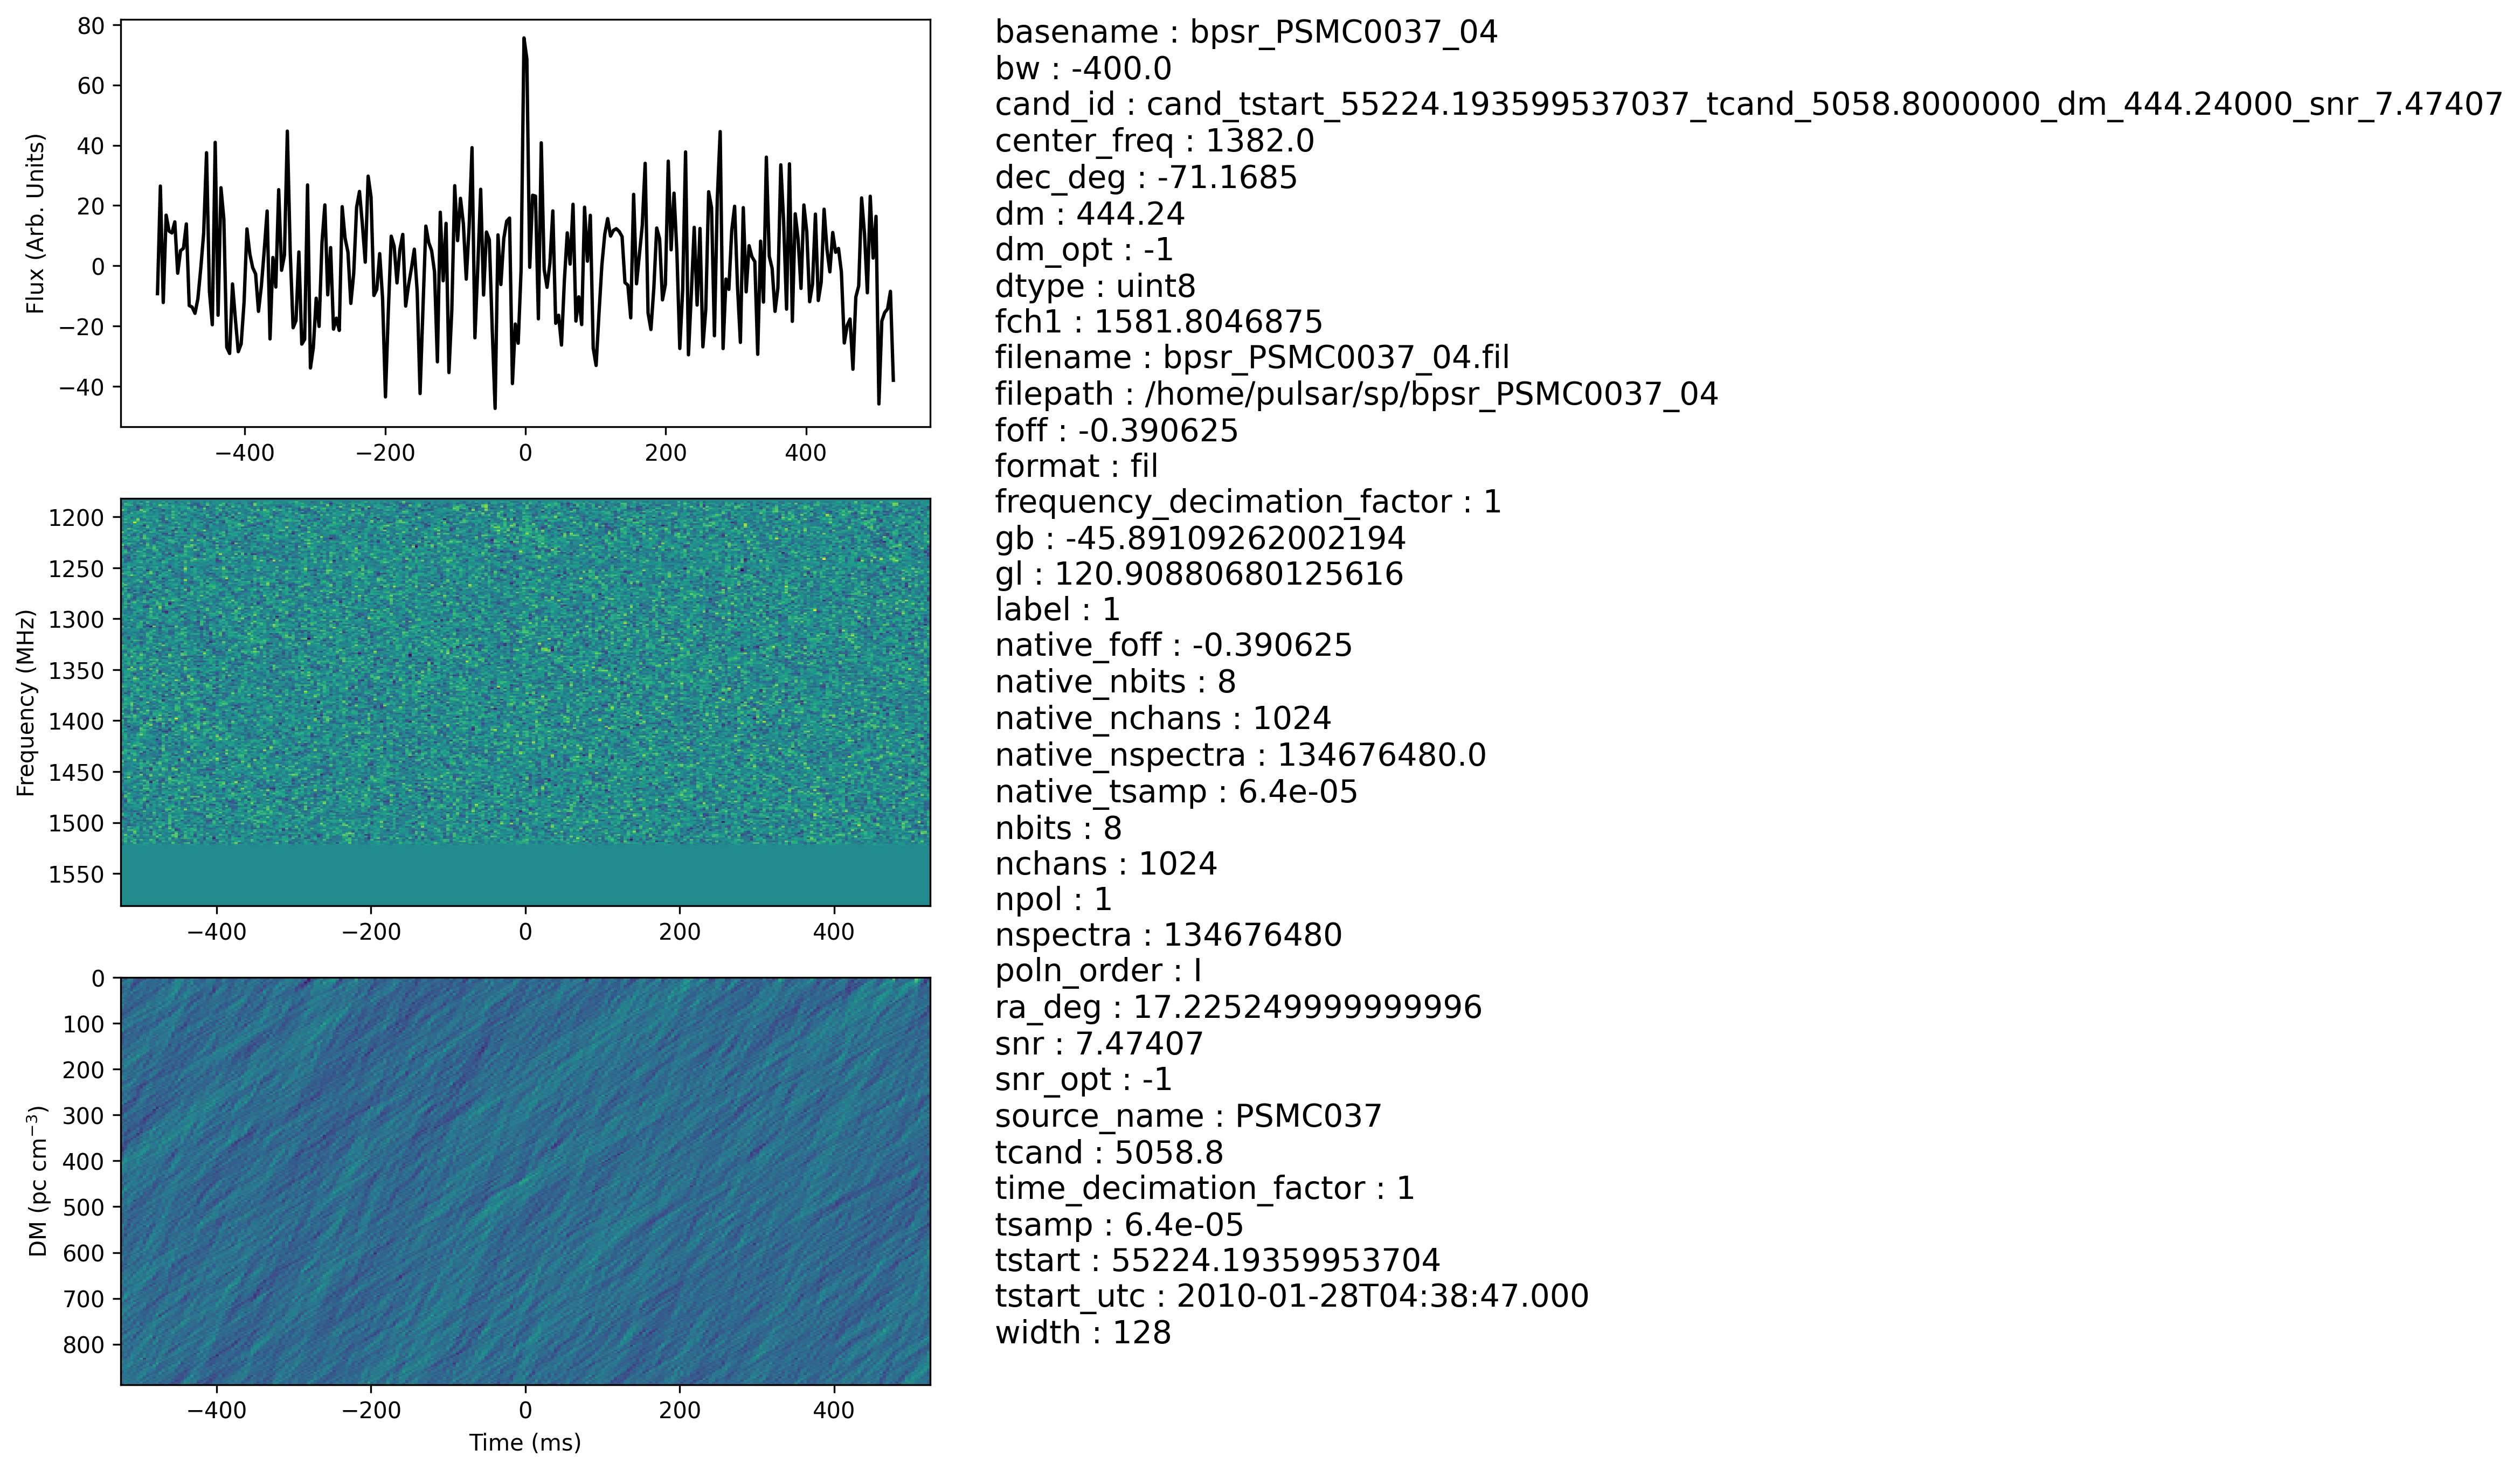 80
60
40
20
0
−20
−40
Flux (Arb. Units)
−400 −200 0 200 400
1200
1250
1300
1350
1400
1450
1500
1550
Frequency (MHz)
−400 −200 0 200 400
0
100
200
300
400
500
600
700
800
DM (pc cm⁻³)
−400 −200 0 200 400
Time (ms)
basename : bpsr_PSMC0037_04
bw : -400.0
cand_id : cand_tstart_55224.193599537037_tcand_5058.8000000_dm_444.24000_snr_7.47407
center_freq : 1382.0
dec_deg : -71.1685
dm : 444.24
dm_opt : -1
dtype : uint8
fch1 : 1581.8046875
filename : bpsr_PSMC0037_04.fil
filepath : /home/pulsar/sp/bpsr_PSMC0037_04
foff : -0.390625
format : fil
frequency_decimation_factor : 1
gb : -45.89109262002194
gl : 120.90880680125616
label : 1
native_foff : -0.390625
native_nbits : 8
native_nchans : 1024
native_nspectra : 134676480.0
native_tsamp : 6.4e-05
nbits : 8
nchans : 1024
npol : 1
nspectra : 134676480
poln_order : I
ra_deg : 17.225249999999996
snr : 7.47407
snr_opt : -1
source_name : PSMC037
tcand : 5058.8
time_decimation_factor : 1
tsamp : 6.4e-05
tstart : 55224.19359953704
tstart_utc : 2010-01-28T04:38:47.000
width : 128